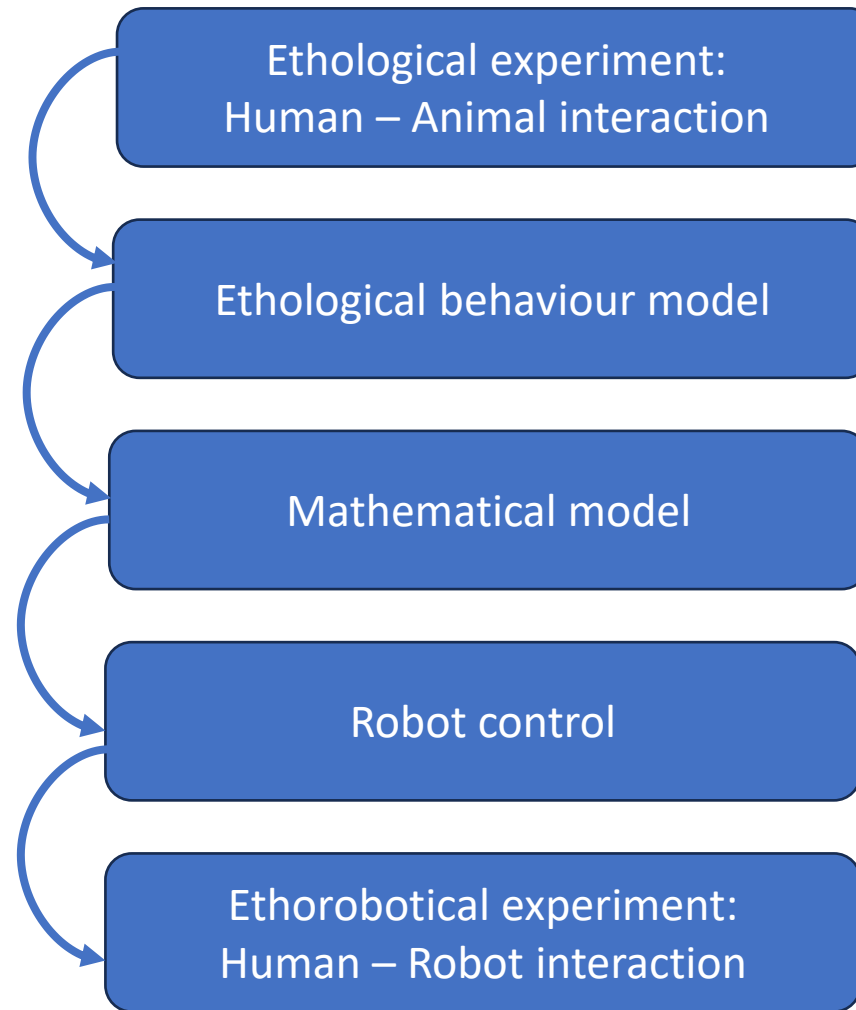 Ethological experiment:
Human – Animal interaction
Ethological behaviour model
Mathematical model
Robot control
Ethorobotical experiment:
Human – Robot interaction